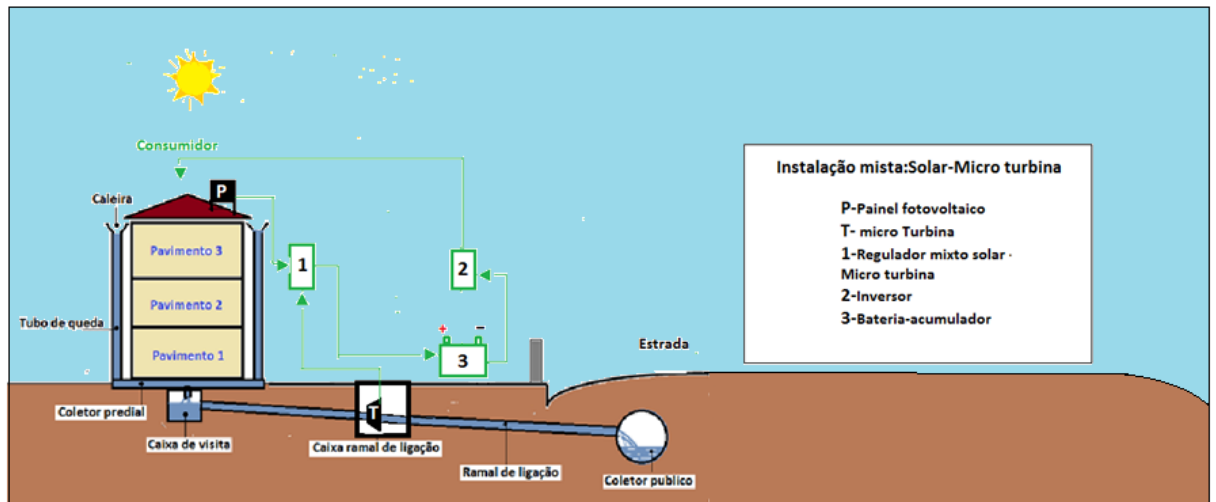 Consumidor
P
Caleira
Pavimento 3
1
2
Pavimento 2
Tubo de queda
Pavimento 1
+ -
3
Estrada
Coletor predial
T
Caixa de visita
Caixa ramal de ligação
Ramal de ligação
Coletor publico
Instalação mista:Solar-Micro turbina
P-Painel fotovoltaico
T- micro Turbina
1-Regulador mixto solar -
Micro turbina
2-Inversor
3-Bateria-acumulador